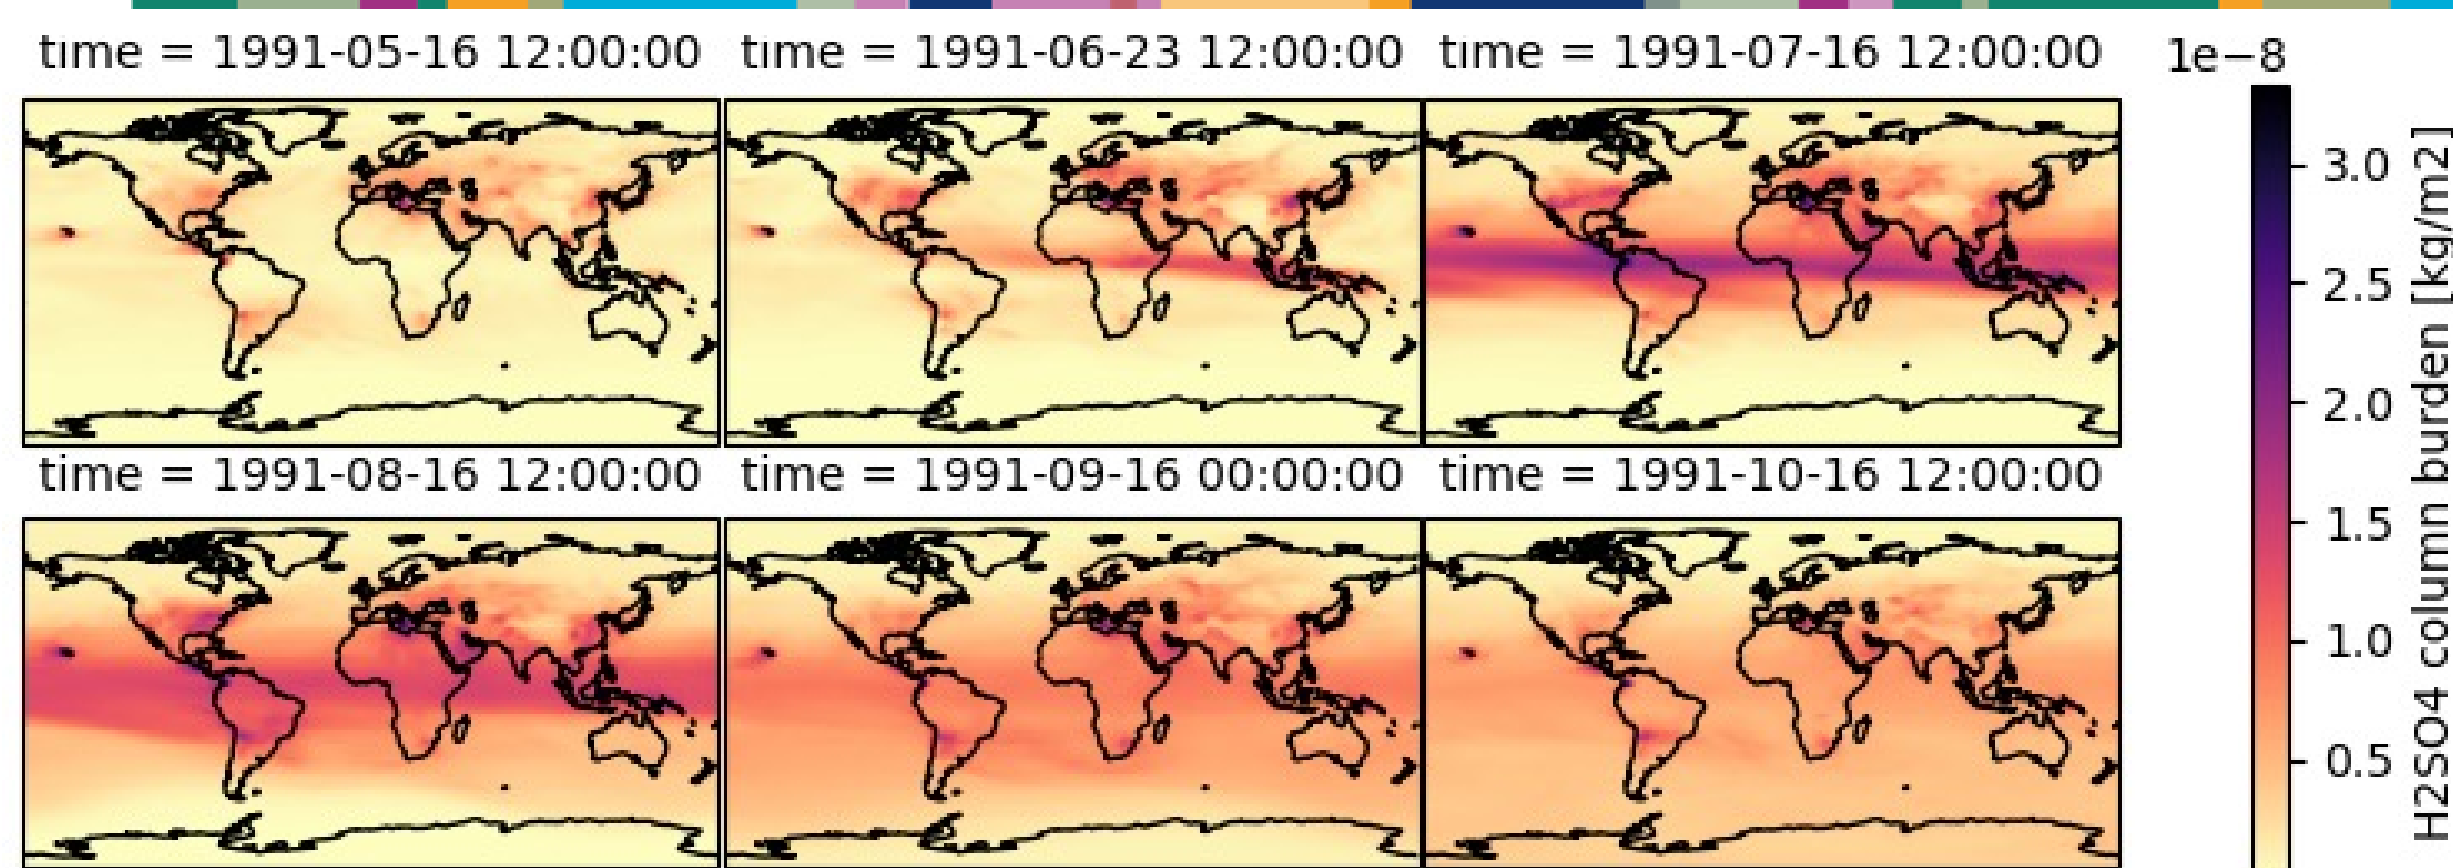 time = 1991-05-16 12:00:00
time = 1991-06-23 12:00:00
time = 1991-07-16 12:00:00
1e−8
3.0
2.5
2.0
1.5
1.0
0.5
H2SO4 column burden [kg/m2]
time = 1991-08-16 12:00:00
time = 1991-09-16 00:00:00
time = 1991-10-16 12:00:00